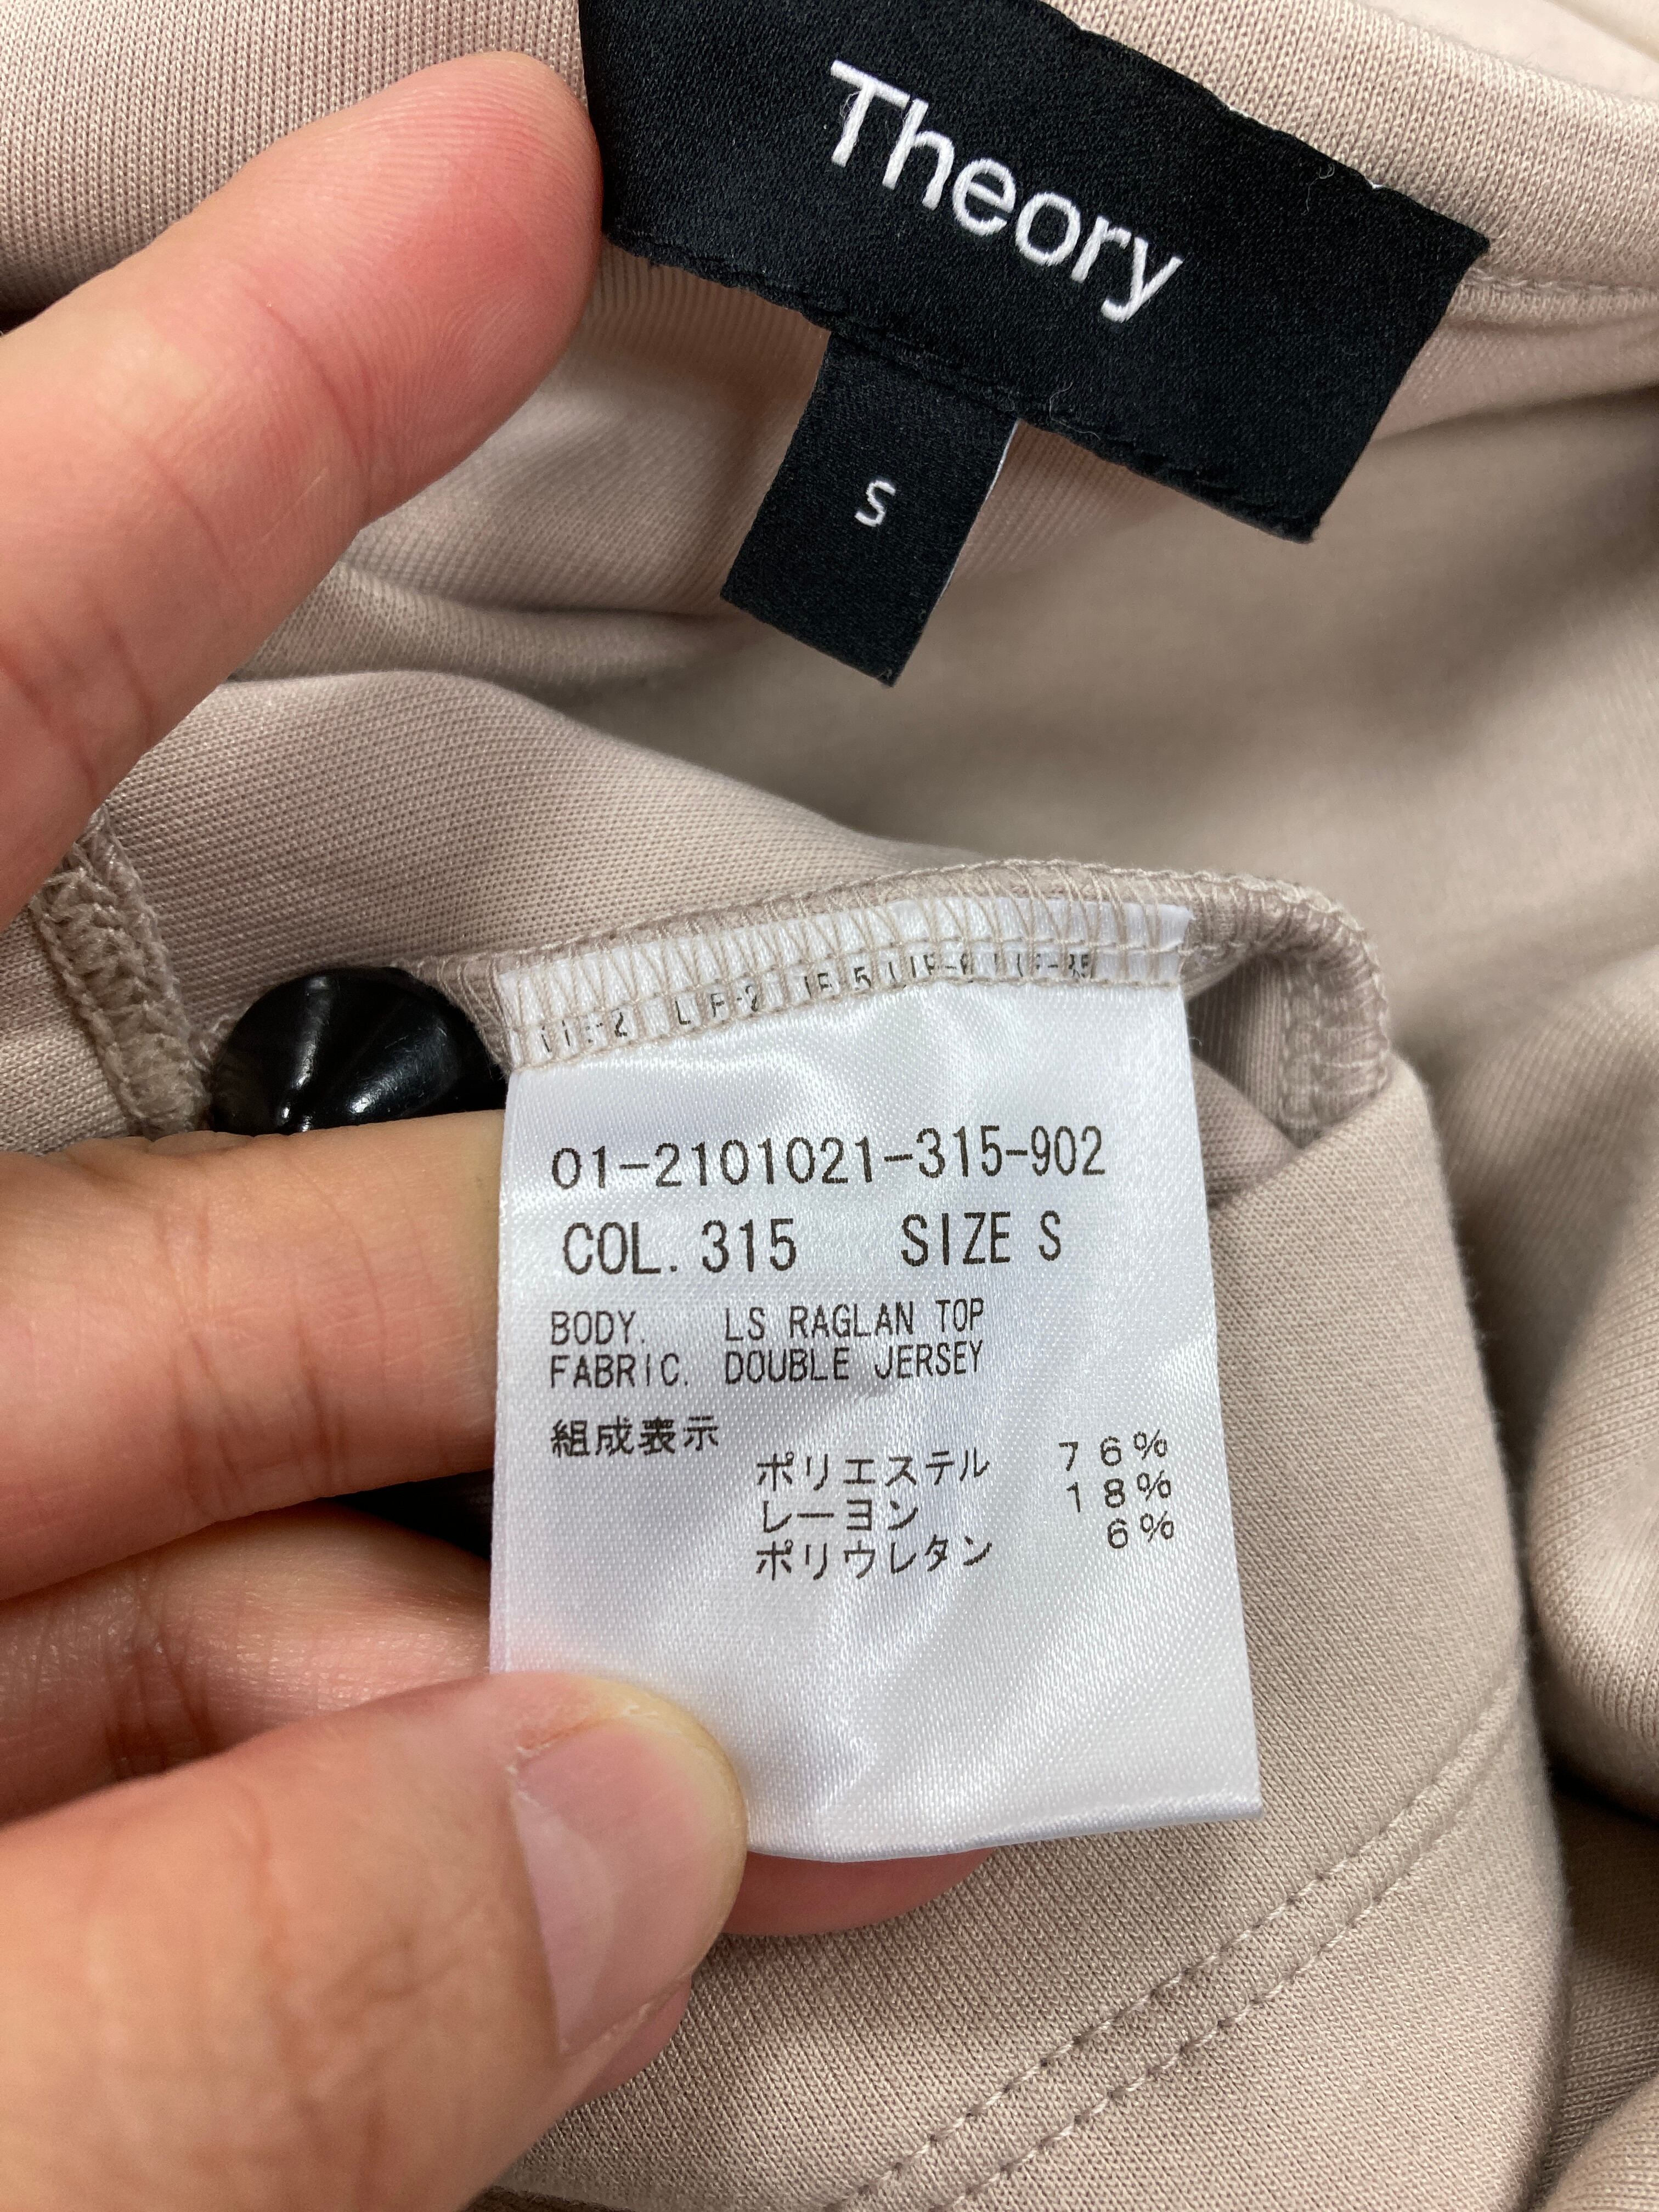 Theory
S
01-2101021-315-902
COL. 315 SIZE S
BODY. LS RAGLAN TOP
FABRIC. DOUBLE JERSEY
組成表示
ポリエステル 76%
レーヨン 18%
ポリウレタン 6%